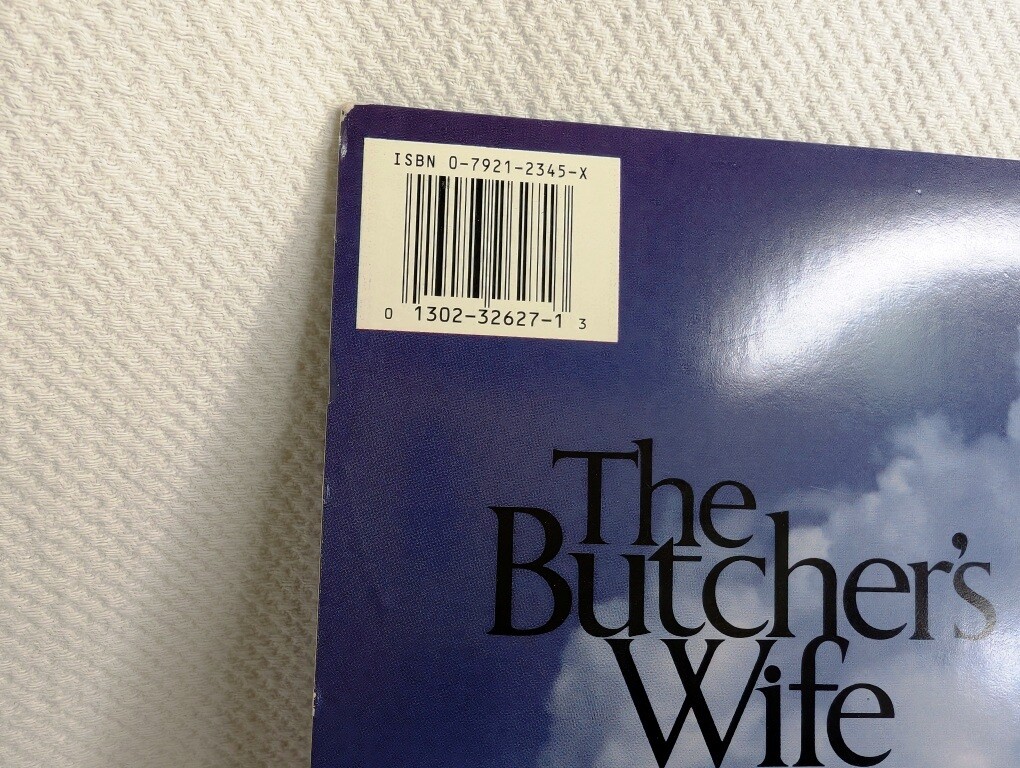 ISBN 0-7921-2345-X
0 1302-32627-1 3
The
Butcher's
Wife